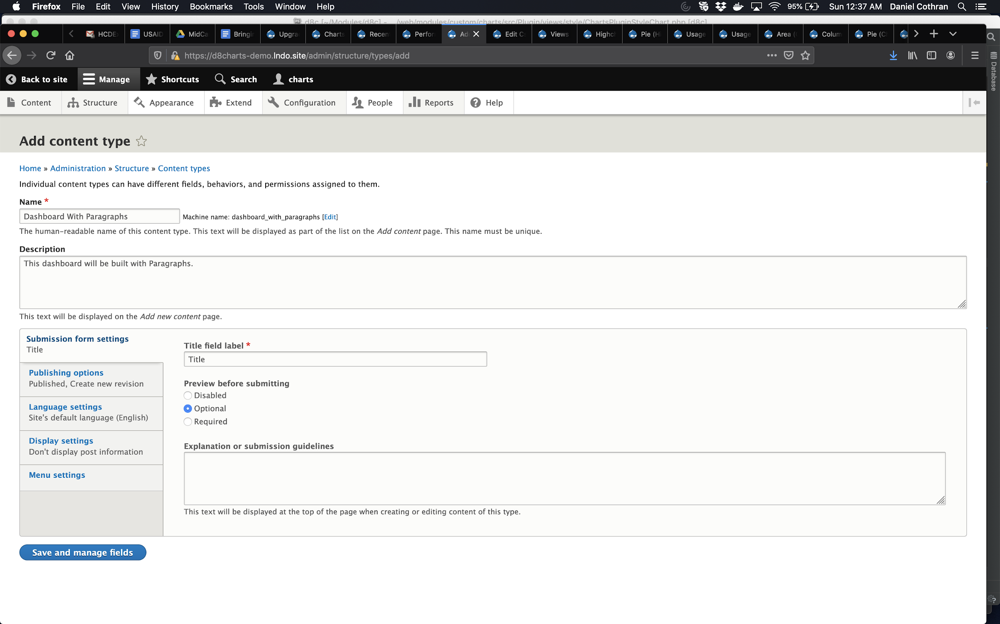 Firefox File Edit View History Bookmarks Tools Window Help 95% Sun 12:37 AM Daniel Cothran
d8c [~/Modules/d8c] - .../web/modules/custom/charts/src/Plugin/views/style/ChartsPluginStyleChart.php [d8c]
HCDE USAID MidCa Bringin Upgra Charts Recen Perfor Ad Edit C Views Highch Pie (Hi Usage Usage Area ( Colum Pie (C
https://d8charts-demo.lndo.site/admin/structure/types/add
Database
Back to site Manage Shortcuts Search charts
Content Structure Appearance Extend Configuration People Reports Help
Add content type
Home » Administration » Structure » Content types
Individual content types can have different fields, behaviors, and permissions assigned to them.
Name *
Dashboard With Paragraphs Machine name: dashboard_with_paragraphs [Edit]
The human-readable name of this content type. This text will be displayed as part of the list on the Add content page. This name must be unique.
Description
This dashboard will be built with Paragraphs.
This text will be displayed on the Add new content page.
Submission form settings
Title
Publishing options
Published, Create new revision
Language settings
Site's default language (English)
Display settings
Don't display post information
Menu settings
Title field label *
Title
Preview before submitting
Disabled
Optional
Required
Explanation or submission guidelines
This text will be displayed at the top of the page when creating or editing content of this type.
Save and manage fields